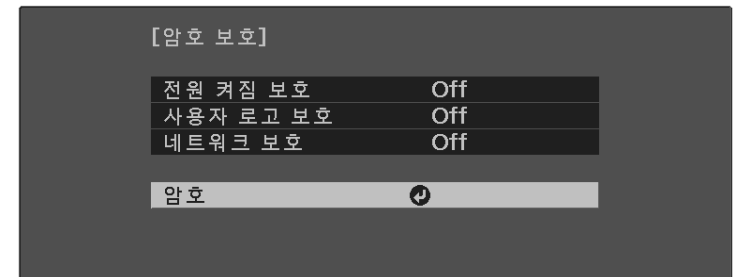 [암호 보호]
전원 켜짐 보호 Off
사용자 로고 보호 Off
네트워크 보호 Off
암호